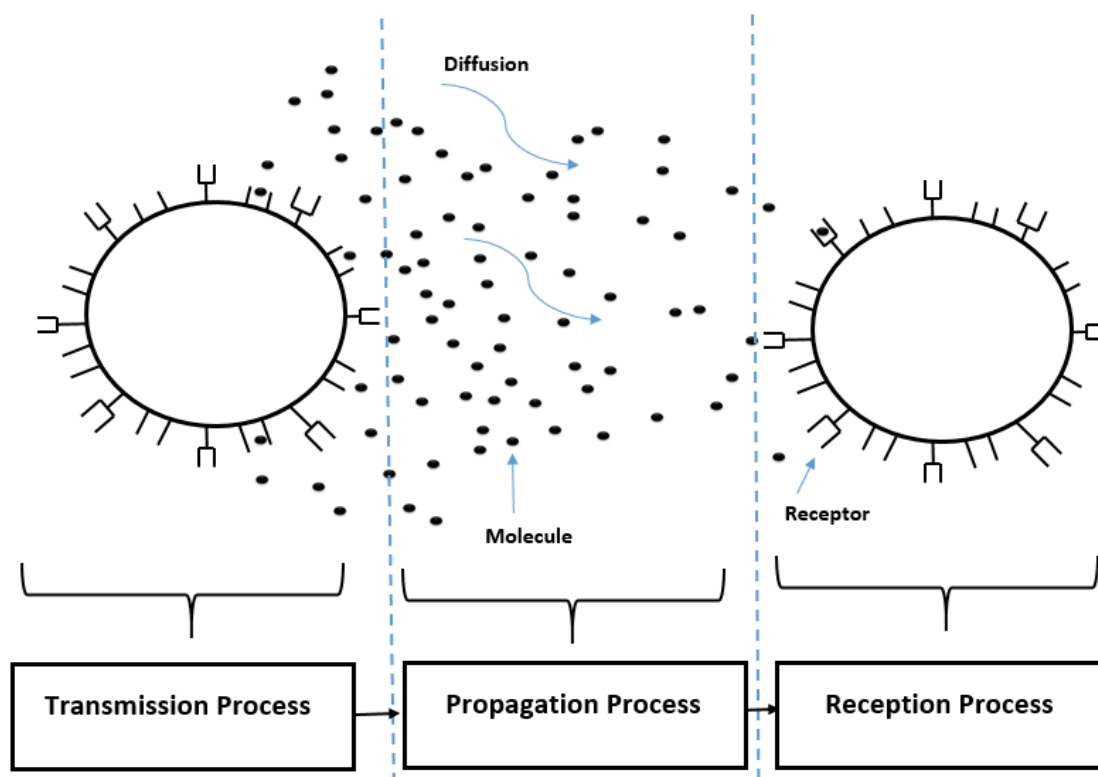 Diffusion
Molecule
Receptor
Transmission Process
Propagation Process
Reception Process